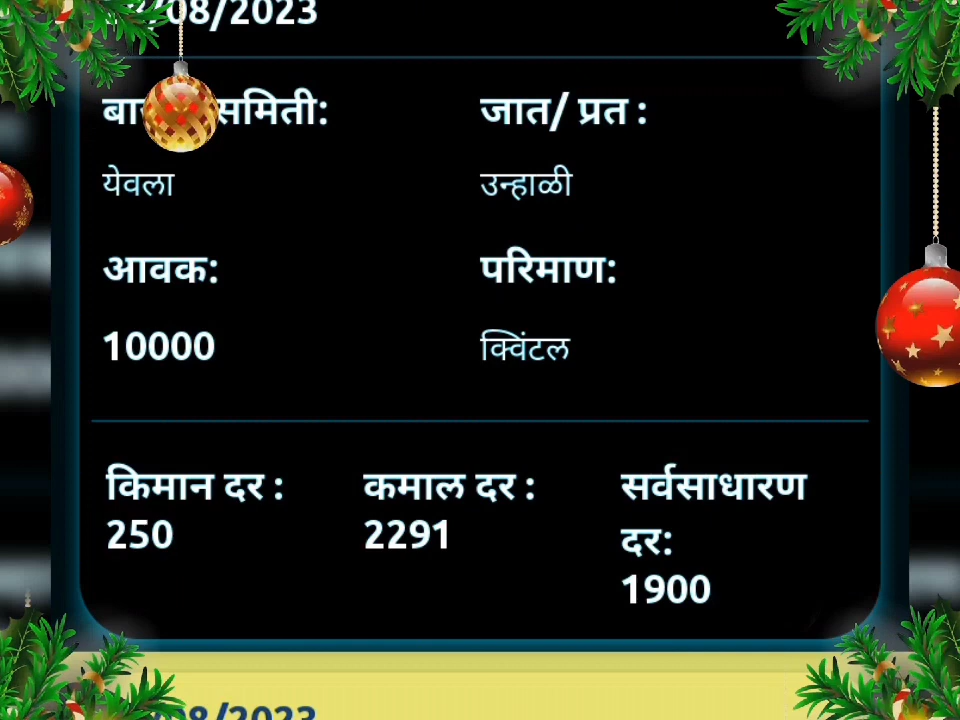 /08/2023
समिती: जात/ प्रत :
येवला उन्हाळी
आवक: परिमाण:
10000 क्विंटल
किमान दर : कमाल दर : सर्वसाधारण
दर:
250 2291
1900
/08/2023